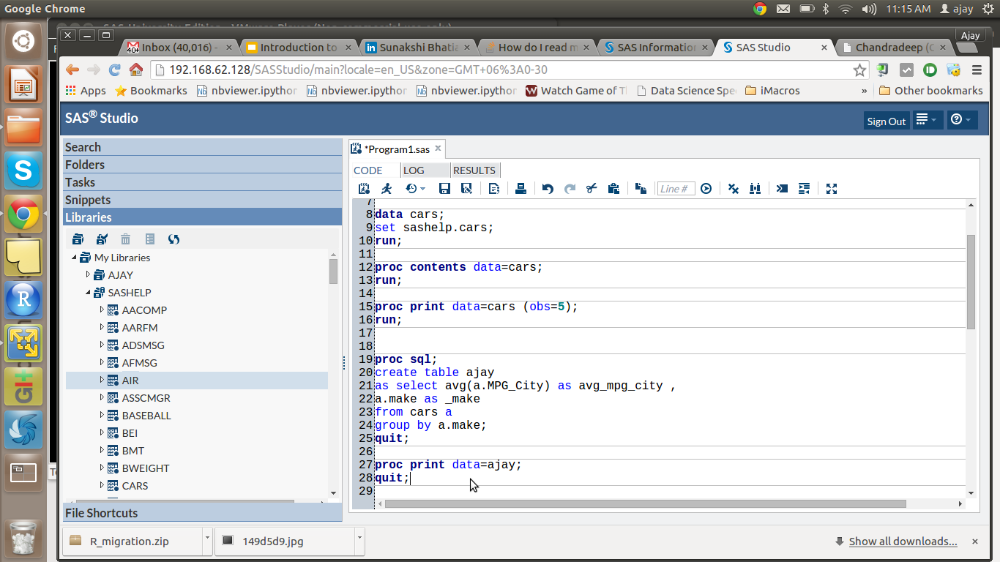 Google Chrome
11:15 AM
ajay
Ajay
Inbox (40,016) -
Introduction to
Sunakshi Bhatia
How do I read m
SAS Information
SAS Studio
Chandradeep (C
192.168.62.128/SASStudio/main?locale=en_US&zone=GMT+06%3A0-30
Apps
Bookmarks
nbviewer.ipythor
nbviewer.ipythor
nbviewer.ipythor
Watch Game of T
Data Science Spe
iMacros
»
Other bookmarks
SAS® Studio
Sign Out
Search
Folders
Tasks
Snippets
Libraries
My Libraries
AJAY
SASHELP
AACOMP
AARFM
ADSMSG
AFMSG
AIR
ASSCMGR
BASEBALL
BEI
BMT
BWEIGHT
CARS
File Shortcuts
*Program1.sas
CODE
LOG
RESULTS
Line #
7
8 data cars;
9 set sashelp.cars;
10 run;
11
12 proc contents data=cars;
13 run;
14
15 proc print data=cars (obs=5);
16 run;
17
18
19 proc sql;
20 create table ajay
21 as select avg(a.MPG_City) as avg_mpg_city ,
22 a.make as _make
23 from cars a
24 group by a.make;
25 quit;
26
27 proc print data=ajay;
28 quit;
29
R_migration.zip
149d5d9.jpg
Show all downloads...